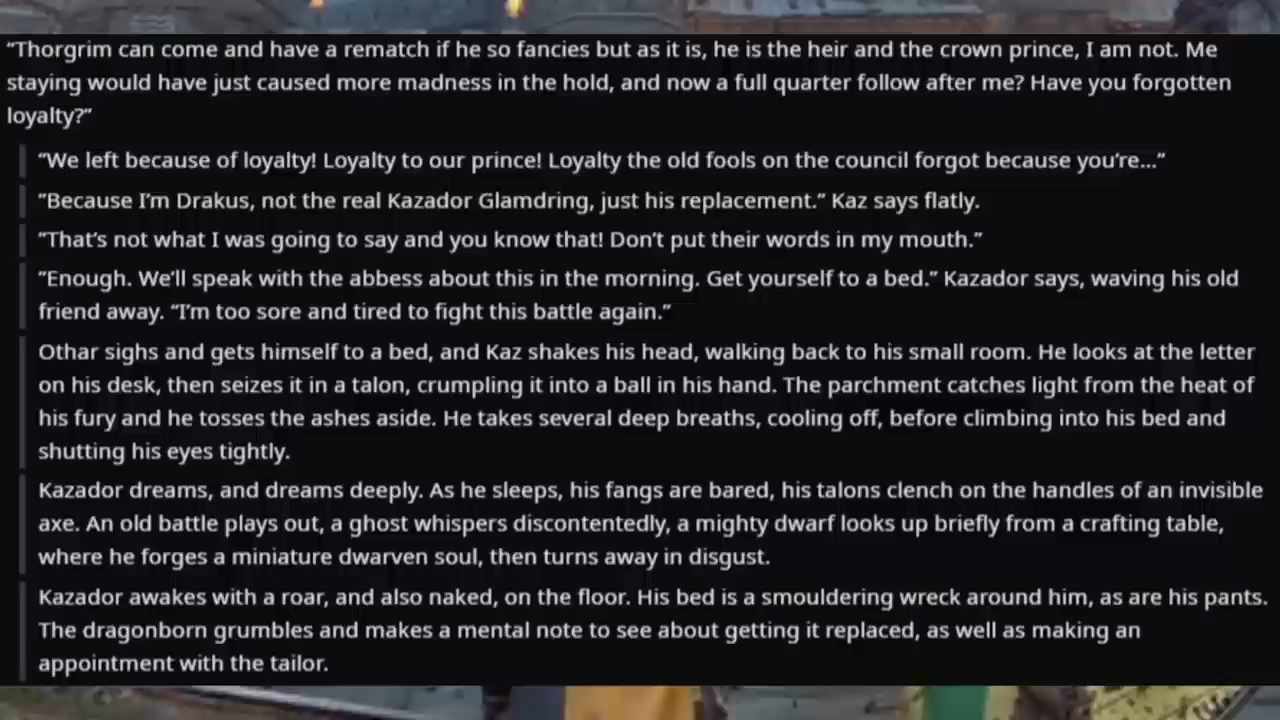 “Thorgrim can come and have a rematch if he so fancies but as it is, he is the heir and the crown prince, I am not. Me
staying would have just caused more madness in the hold, and now a full quarter follow after me? Have you forgotten
loyalty?”
“We left because of loyalty! Loyalty to our prince! Loyalty the old fools on the council forgot because you’re...”
“Because I’m Drakus, not the real Kazador Glamdring, just his replacement.” Kaz says flatly.
“That’s not what I was going to say and you know that! Don’t put their words in my mouth.”
“Enough. We’ll speak with the abbess about this in the morning. Get yourself to a bed.” Kazador says, waving his old
friend away. “I’m too sore and tired to fight this battle again.”
Othar sighs and gets himself to a bed, and Kaz shakes his head, walking back to his small room. He looks at the letter
on his desk, then seizes it in a talon, crumpling it into a ball in his hand. The parchment catches light from the heat of
his fury and he tosses the ashes aside. He takes several deep breaths, cooling off, before climbing into his bed and
shutting his eyes tightly.
Kazador dreams, and dreams deeply. As he sleeps, his fangs are bared, his talons clench on the handles of an invisible
axe. An old battle plays out, a ghost whispers discontentedly, a mighty dwarf looks up briefly from a crafting table,
where he forges a miniature dwarven soul, then turns away in disgust.
Kazador awakes with a roar, and also naked, on the floor. His bed is a smouldering wreck around him, as are his pants.
The dragonborn grumbles and makes a mental note to see about getting it replaced, as well as making an
appointment with the tailor.